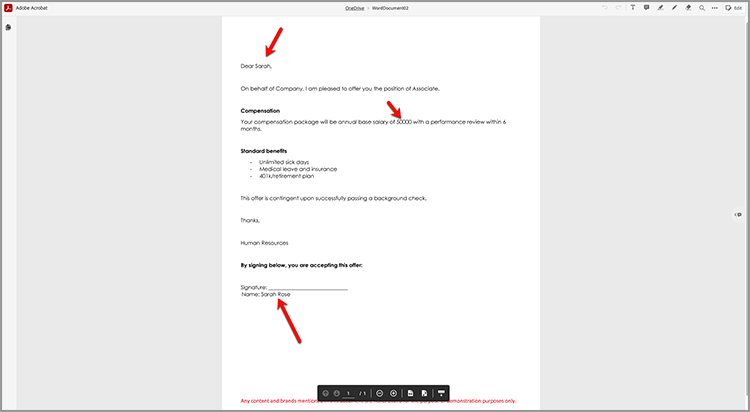 Adobe Acrobat
OneDrive › WordDocument02
Edit
Dear Sarah,
On behalf of Company, I am pleased to offer you the position of Associate.
Compensation
Your compensation package will be annual base salary of 50000 with a performance review within 6
months.
Standard benefits
- Unlimited sick days
- Medical leave and insurance
- 401k/retirement plan
This offer is contingent upon successfully passing a background check.
Thanks,
Human Resources
By signing below, you are accepting this offer:
Signature: ____________________________
Name: Sarah Rose
1 / 1
Any content and brands mentione
monstration purposes only.